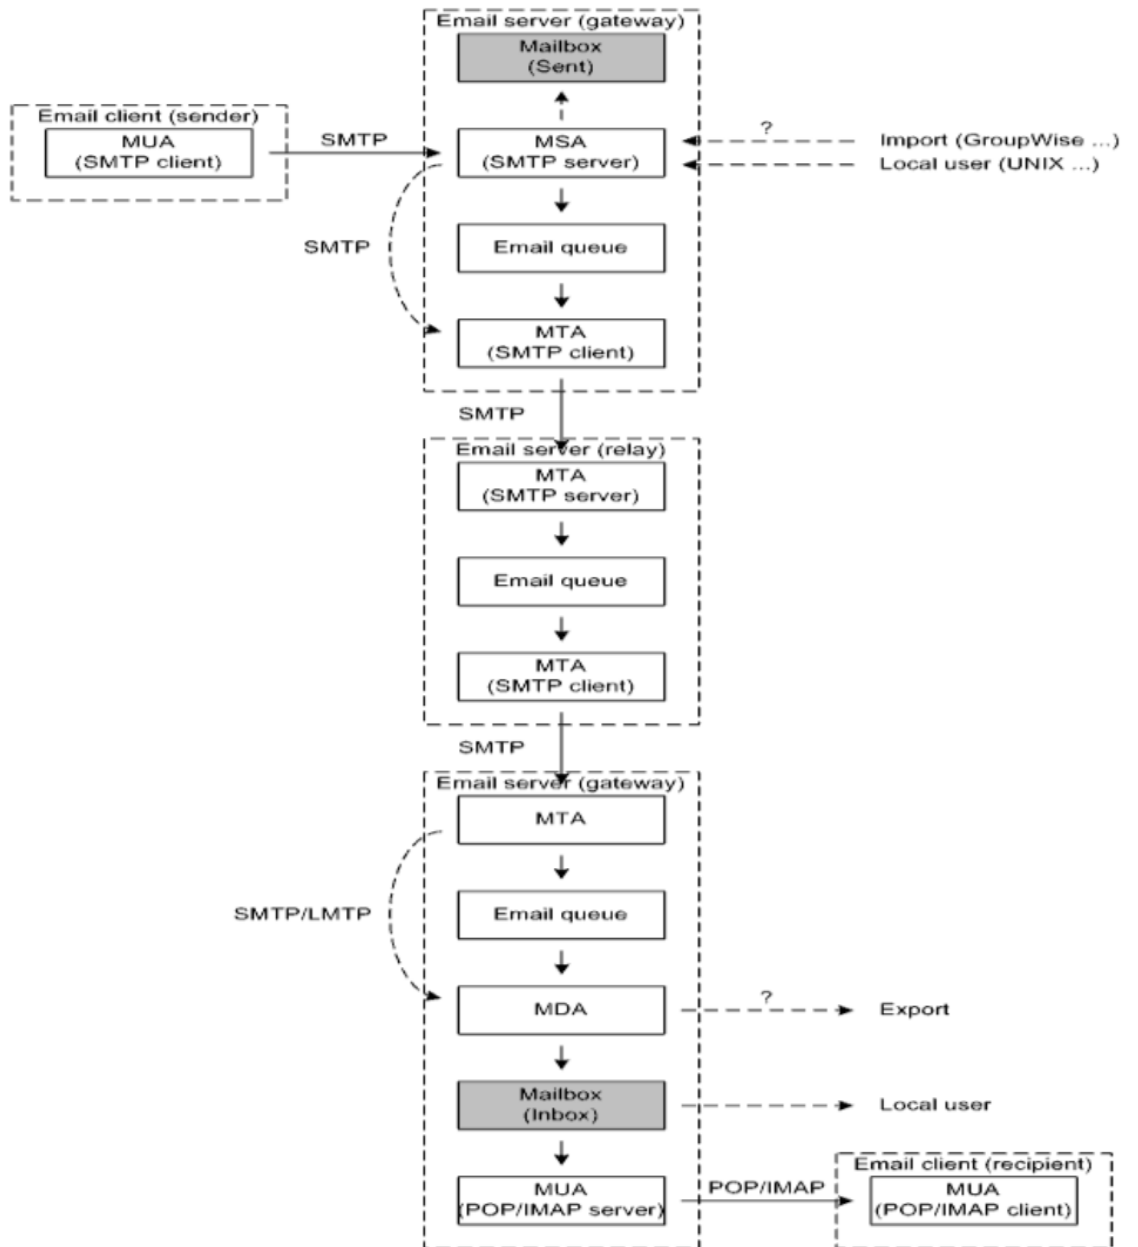 Email server (gateway)
Mailbox
(Sent)
Email client (sender)
MUA
(SMTP client)
SMTP
MSA
(SMTP server)
?
Import (GroupWise ...)
Local user (UNIX ...)
SMTP
Email queue
MTA
(SMTP client)
SMTP
Email server (relay)
MTA
(SMTP server)
Email queue
MTA
(SMTP client)
SMTP
Email server (gateway)
MTA
SMTP/LMTP
Email queue
MDA
?
Export
Mailbox
(Inbox)
Local user
MUA
(POP/IMAP server)
POP/IMAP
Email client (recipient)
MUA
(POP/IMAP client)